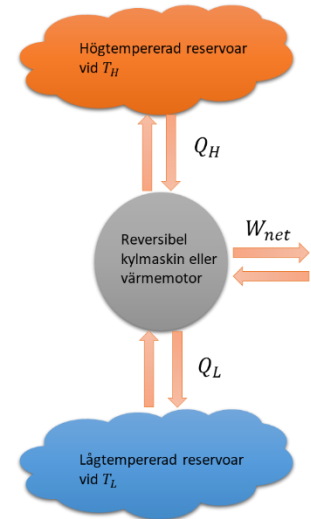 Högtempererad reservoar
vid T_H
Q_H
W_net
Reversibel
kylmaskin eller
värmemotor
Q_L
Lågtempererad reservoar
vid T_L